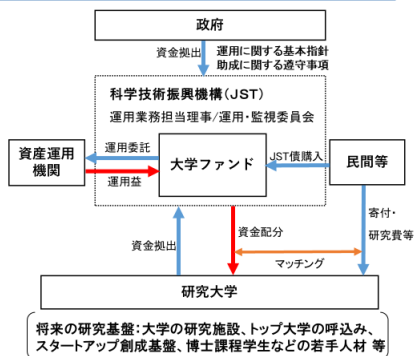 政府
資金拠出
運用に関する基本指針
助成に関する遵守事項
科学技術振興機構(JST)
運用業務担当理事/運用・監視委員会
資産運用
機関
運用委託
運用益
大学ファンド
JST債購入
民間等
資金拠出
資金配分
寄付・
研究費等
マッチング
研究大学
将来の研究基盤：大学の研究施設、トップ大学の呼込み、
スタートアップ創成基盤、博士課程学生などの若手人材 等